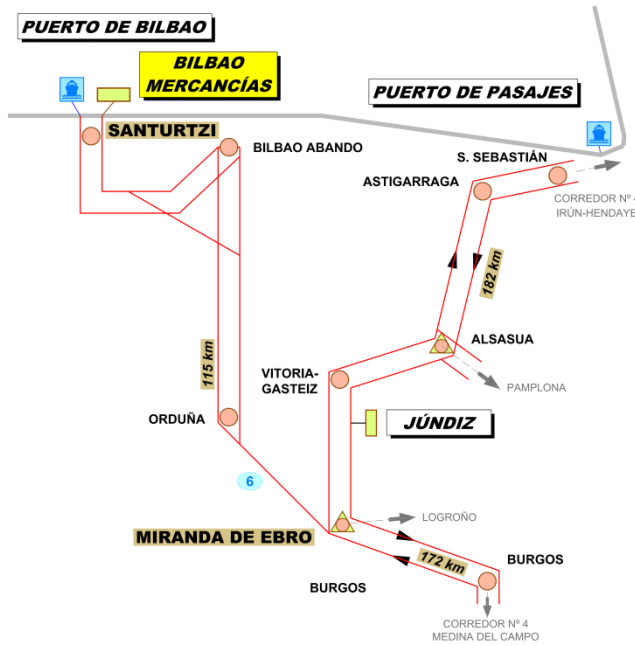 PUERTO DE BILBAO
BILBAO
MERCANCÍAS
PUERTO DE PASAJES
SANTURTZI
BILBAO ABANDO
S. SEBASTIÁN
ASTIGARRAGA
CORREDOR Nº 4
IRÚN-HENDAYE
182 km
ALSASUA
115 km
VITORIA-
GASTEIZ
PAMPLONA
ORDUÑA
JÚNDIZ
6
LOGROÑO
MIRANDA DE EBRO
172 km
BURGOS
BURGOS
CORREDOR Nº 4
MEDINA DEL CAMPO